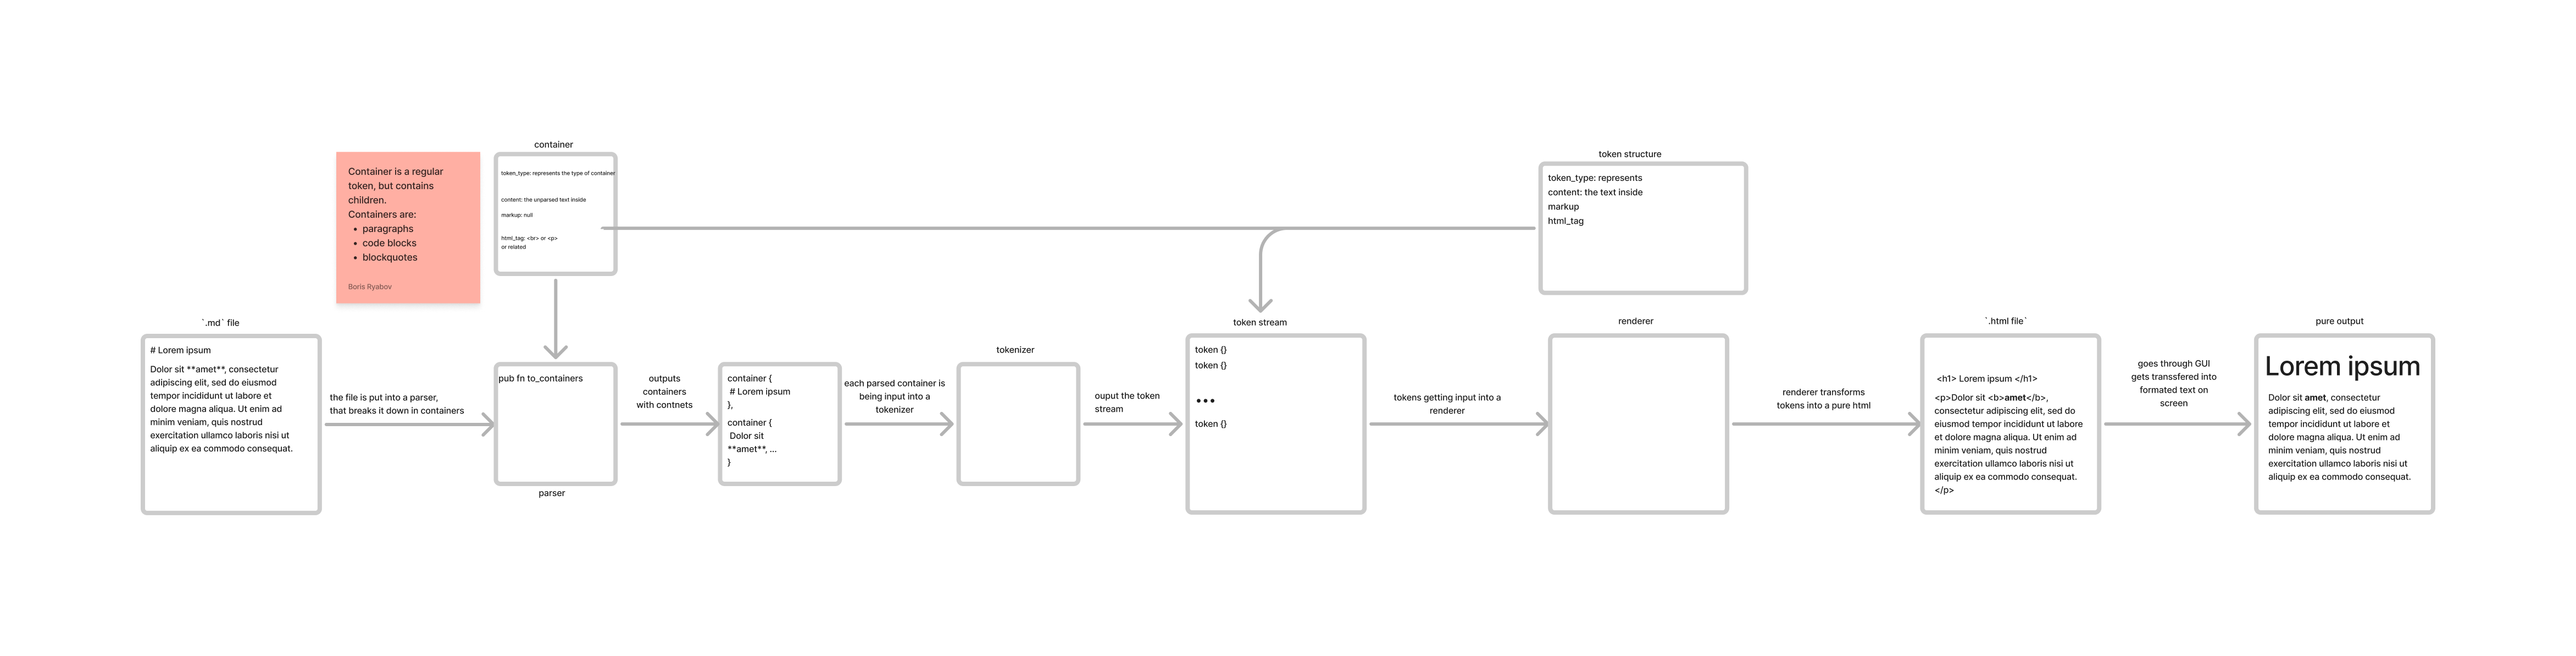 container
token_type: represents the type of container
content: the unparsed text inside
markup: null
html_tag: <br> or <p>
or related
Container is a regular
token, but contains
children.
Containers are:
• paragraphs
• code blocks
• blockquotes
Boris Ryabov
token structure
token_type: represents
content: the text inside
markup
html_tag
`.md` file
# Lorem ipsum
Dolor sit **amet**, consectetur
adipiscing elit, sed do eiusmod
tempor incididunt ut labore et
dolore magna aliqua. Ut enim ad
minim veniam, quis nostrud
exercitation ullamco laboris nisi ut
aliquip ex ea commodo consequat.
the file is put into a parser,
that breaks it down in containers
pub fn to_containers
parser
outputs
containers
with contnets
container {
# Lorem ipsum
},
container {
Dolor sit
**amet**, ...
}
each parsed container is
being input into a
tokenizer
tokenizer
ouput the token
stream
token stream
token {}
token {}
•••
token {}
tokens getting input into a
renderer
renderer
renderer transforms
tokens into a pure html
`.html file`
<h1> Lorem ipsum </h1>
<p>Dolor sit <b>amet</b>,
consectetur adipiscing elit, sed do
eiusmod tempor incididunt ut labore
et dolore magna aliqua. Ut enim ad
minim veniam, quis nostrud
exercitation ullamco laboris nisi ut
aliquip ex ea commodo consequat.
</p>
goes through GUI
gets transsfered into
formated text on
screen
pure output
Lorem ipsum
Dolor sit amet, consectetur
adipiscing elit, sed do eiusmod
tempor incididunt ut labore et
dolore magna aliqua. Ut enim ad
minim veniam, quis nostrud
exercitation ullamco laboris nisi ut
aliquip ex ea commodo consequat.